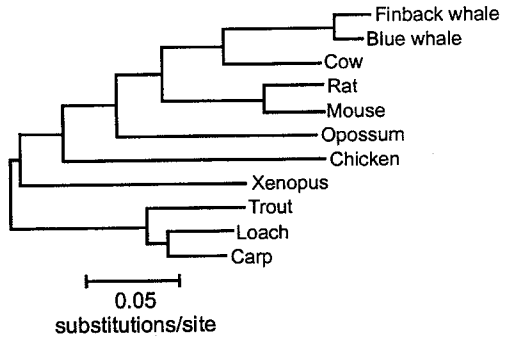 Finback whale
Blue whale
Cow
Rat
Mouse
Opossum
Chicken
Xenopus
Trout
Loach
Carp
0.05
substitutions/site